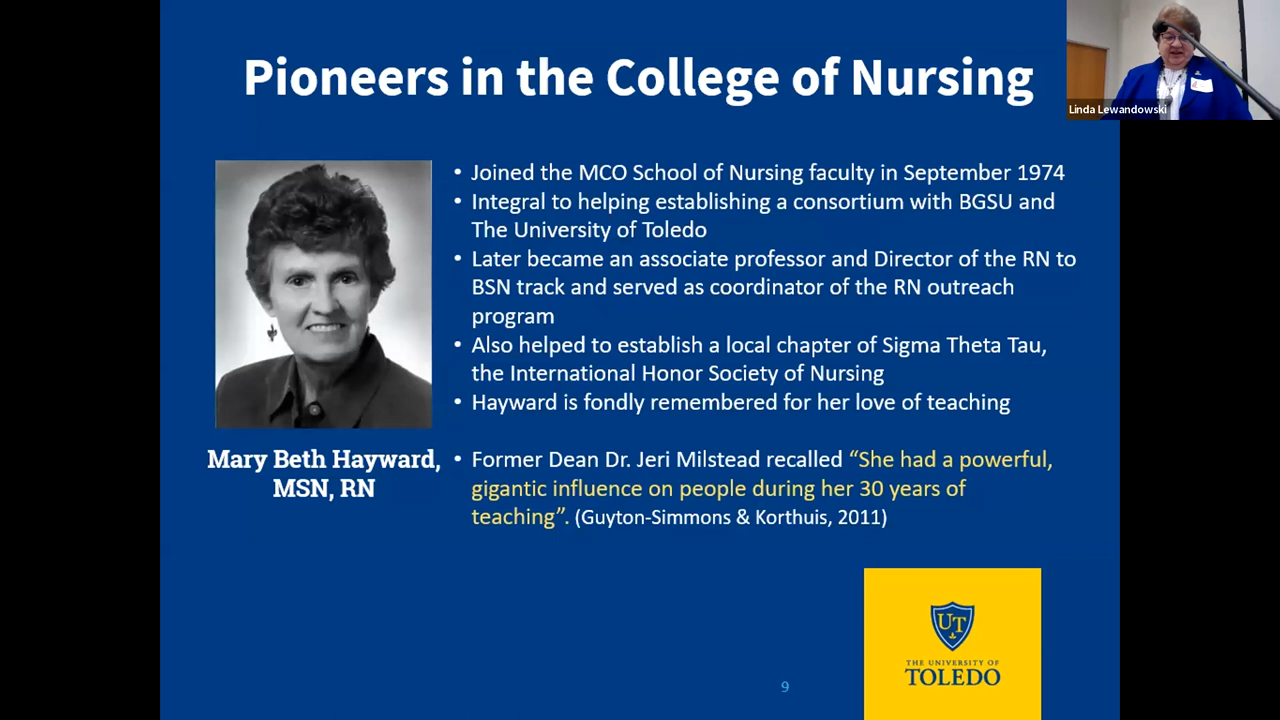 Pioneers in the College of Nursing
Linda Lewandowski
• Joined the MCO School of Nursing faculty in September 1974
• Integral to helping establishing a consortium with BGSU and
The University of Toledo
• Later became an associate professor and Director of the RN to
BSN track and served as coordinator of the RN outreach
program
• Also helped to establish a local chapter of Sigma Theta Tau,
the International Honor Society of Nursing
• Hayward is fondly remembered for her love of teaching
Mary Beth Hayward,
MSN, RN
• Former Dean Dr. Jeri Milstead recalled “She had a powerful,
gigantic influence on people during her 30 years of
teaching”. (Guyton-Simmons & Korthuis, 2011)
UT
THE UNIVERSITY OF
TOLEDO
9